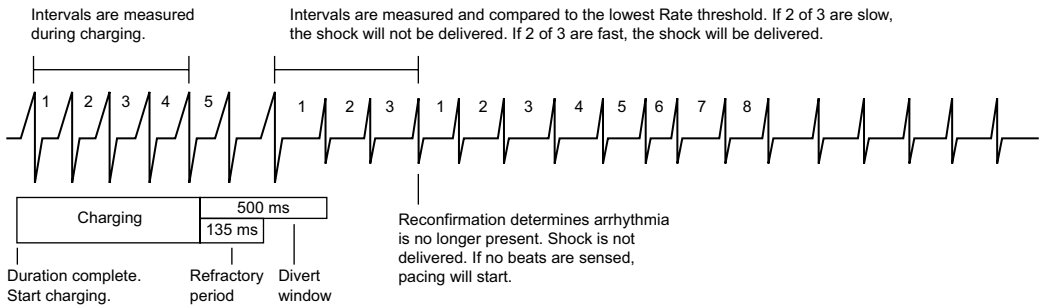 Intervals are measured
during charging.
Intervals are measured and compared to the lowest Rate threshold. If 2 of 3 are slow,
the shock will not be delivered. If 2 of 3 are fast, the shock will be delivered.
1 2 3 4 5 1 2 3 1 2 3 4 5 6 7 8
Charging
500 ms
135 ms
Duration complete.
Start charging.
Refractory
period
Divert
window
Reconfirmation determines arrhythmia
is no longer present. Shock is not
delivered. If no beats are sensed,
pacing will start.